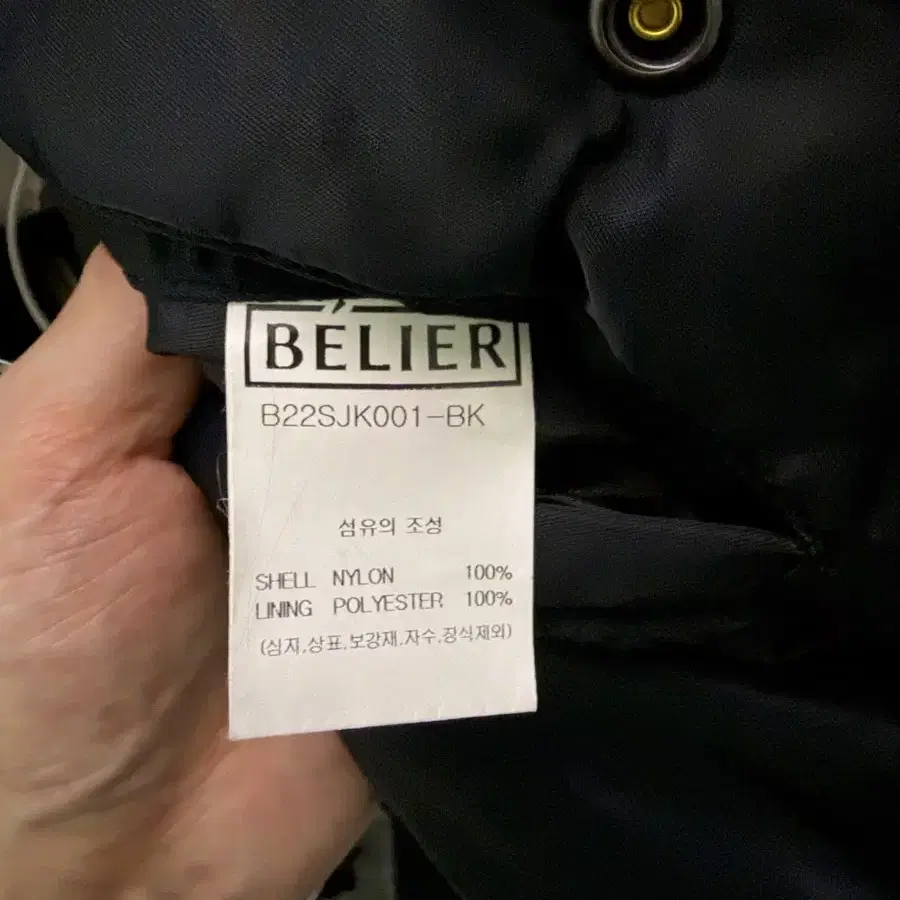 BÉLIER
B22SJK001-BK
섬유의 조성
SHELL NYLON 100%
LINING POLYESTER 100%
(심지,상표,보강재,자수,장식제외)